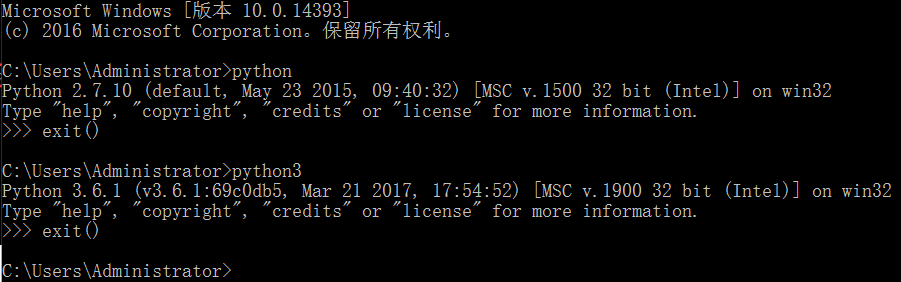 Microsoft Windows [版本 10.0.14393]
(c) 2016 Microsoft Corporation。保留所有权利。
C:\Users\Administrator>python
Python 2.7.10 (default, May 23 2015, 09:40:32) [MSC v.1500 32 bit (Intel)] on win32
Type "help", "copyright", "credits" or "license" for more information.
>>> exit()
C:\Users\Administrator>python3
Python 3.6.1 (v3.6.1:69c0db5, Mar 21 2017, 17:54:52) [MSC v.1900 32 bit (Intel)] on win32
Type "help", "copyright", "credits" or "license" for more information.
>>> exit()
C:\Users\Administrator>